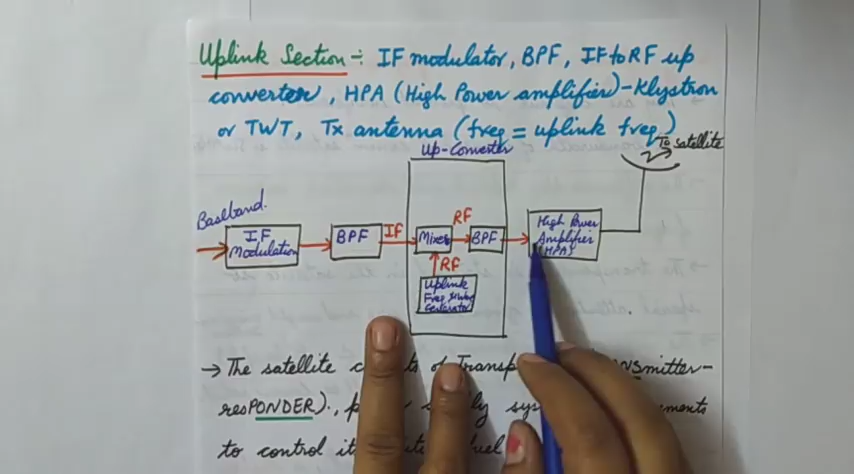 Uplink Section :- IF modulator, BPF, IF to RF up
converter, HPA (High Power amplifier) - Klystron
or TWT, Tx antenna (freq = uplink freq)
To satellite
Up-Converter
Baseband.
I.F
Modulation
BPF
IF
Mixer
RF
BPF
High Power
Amplifier
(HPA)
RF
Uplink
Freq
Generator
→ The satellite of
resPONDER).
to control